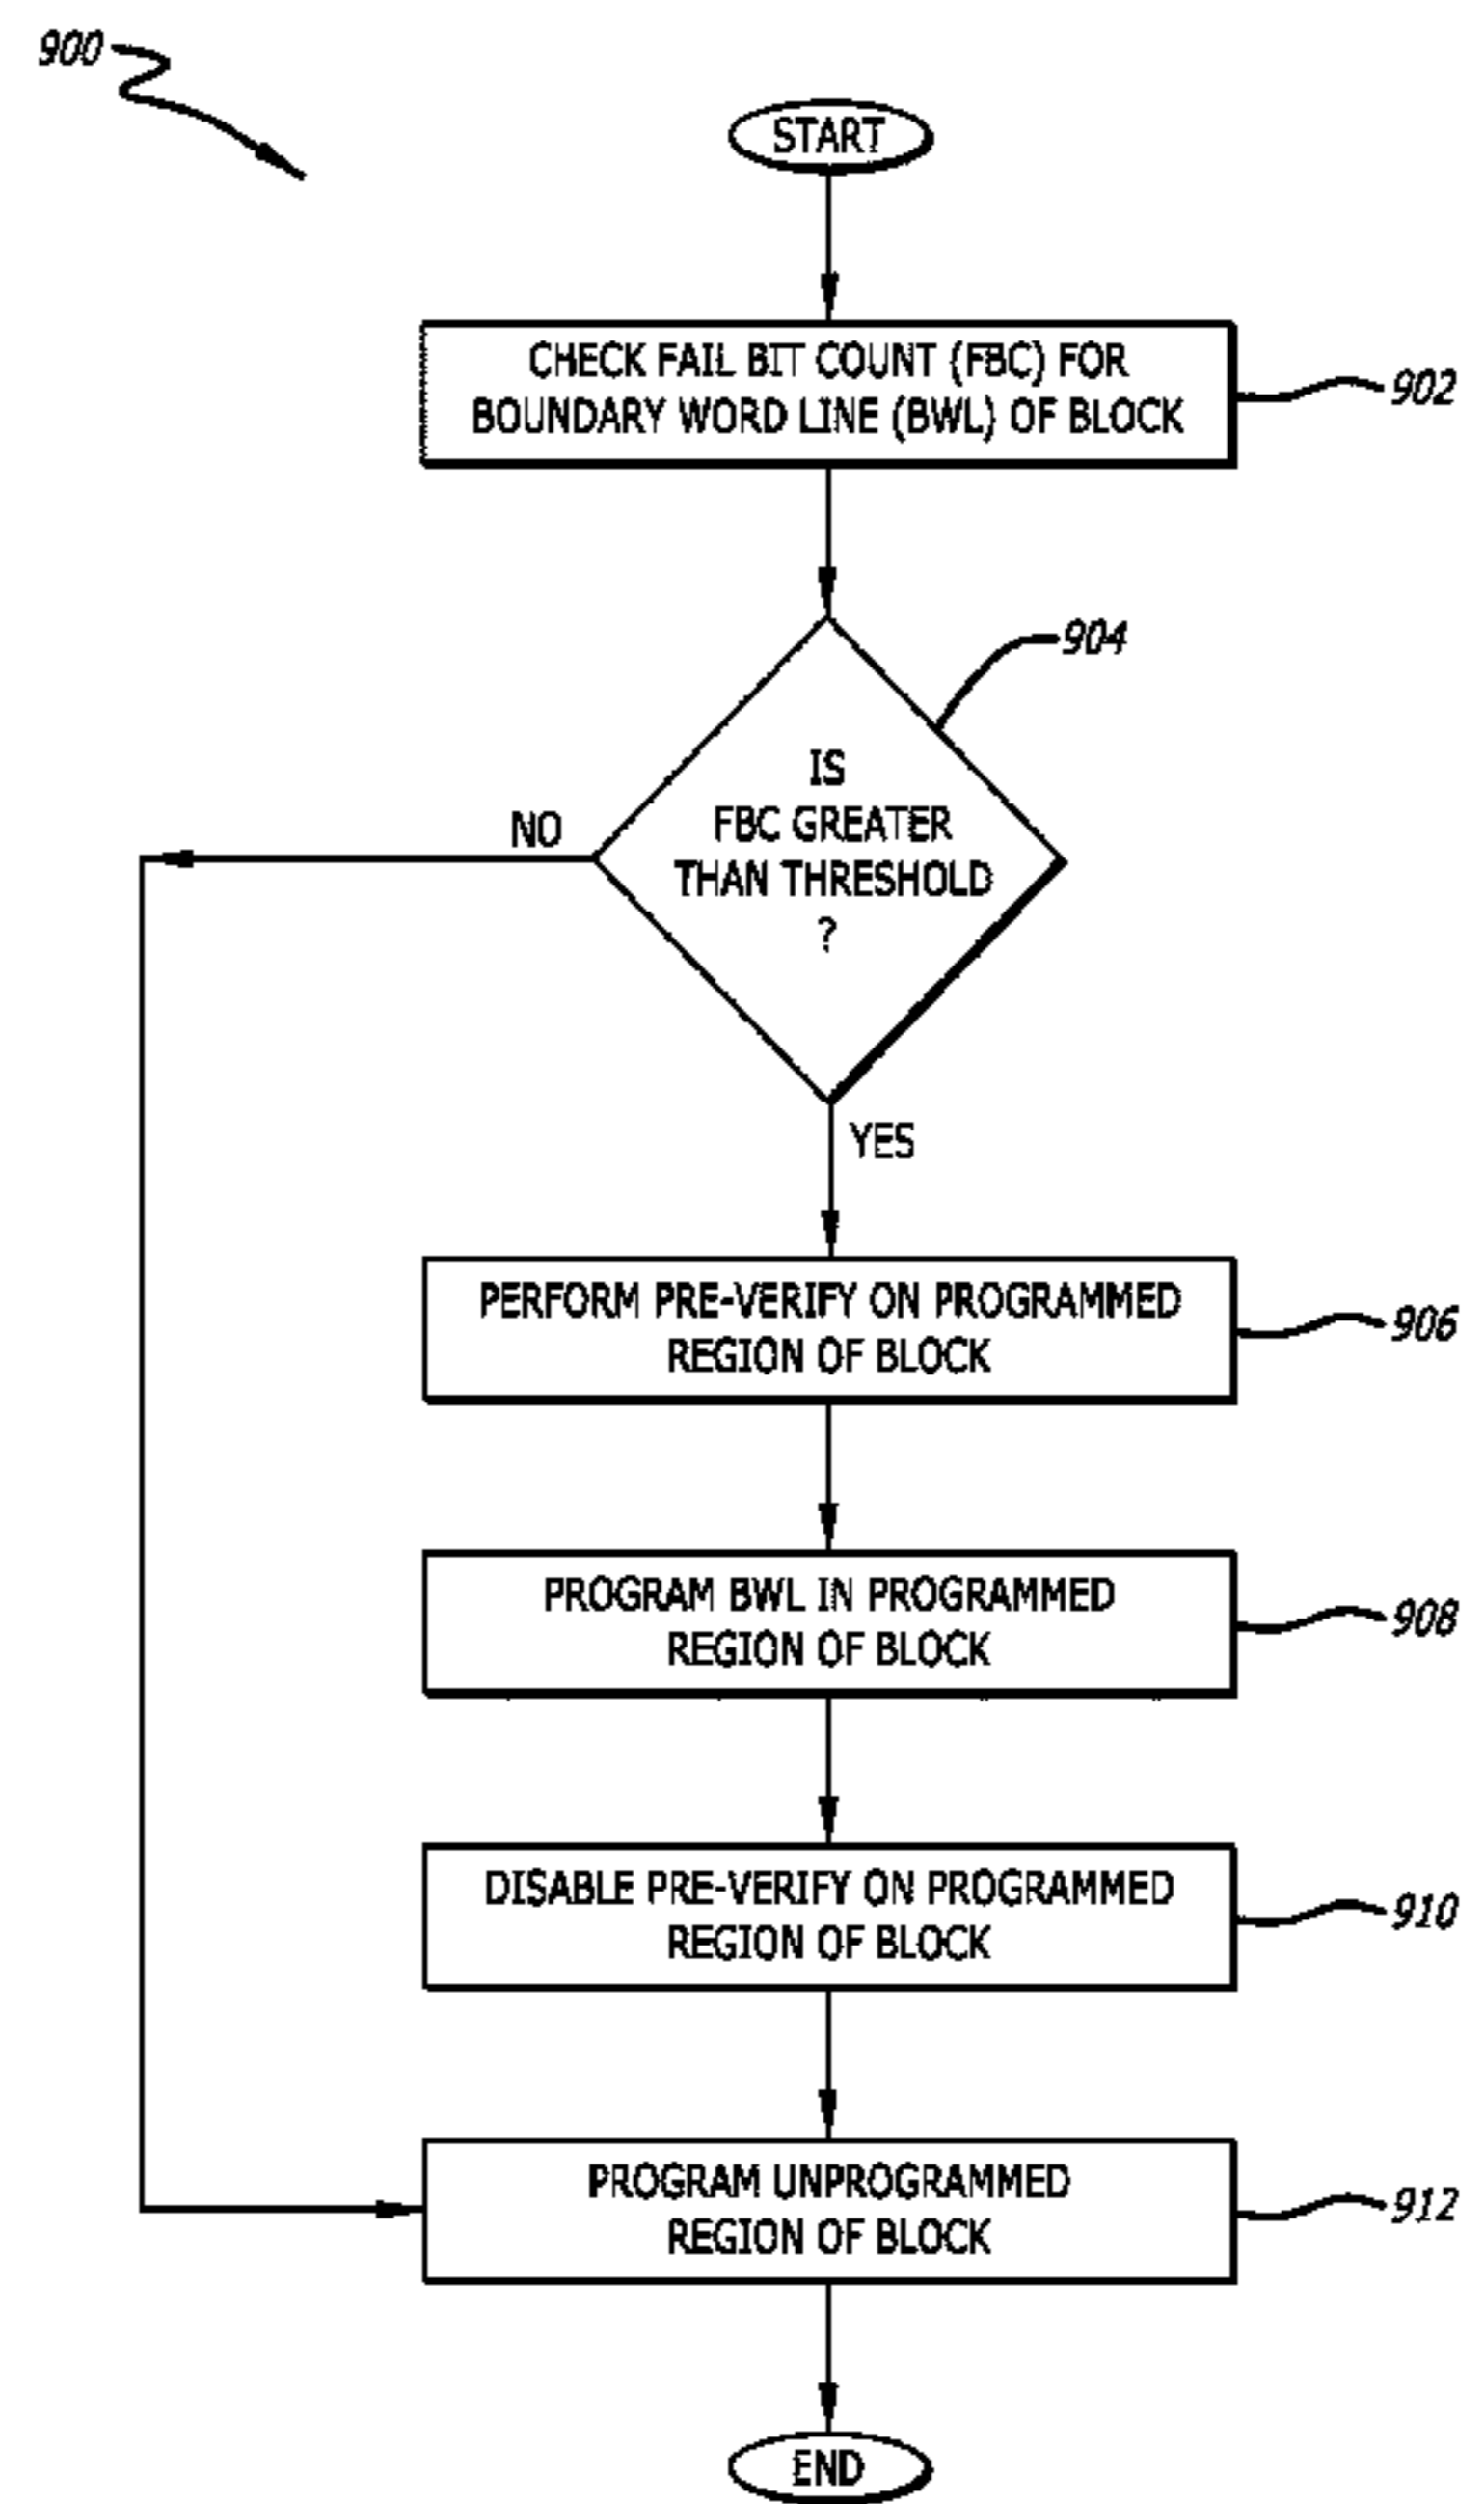 900
START
CHECK FAIL BIT COUNT (FBC) FOR
BOUNDARY WORD LINE (BWL) OF BLOCK
902
904
IS
FBC GREATER
THAN THRESHOLD
?
NO
YES
PERFORM PRE-VERIFY ON PROGRAMMED
REGION OF BLOCK
906
PROGRAM BWL IN PROGRAMMED
REGION OF BLOCK
908
DISABLE PRE-VERIFY ON PROGRAMMED
REGION OF BLOCK
910
PROGRAM UNPROGRAMMED
REGION OF BLOCK
912
END